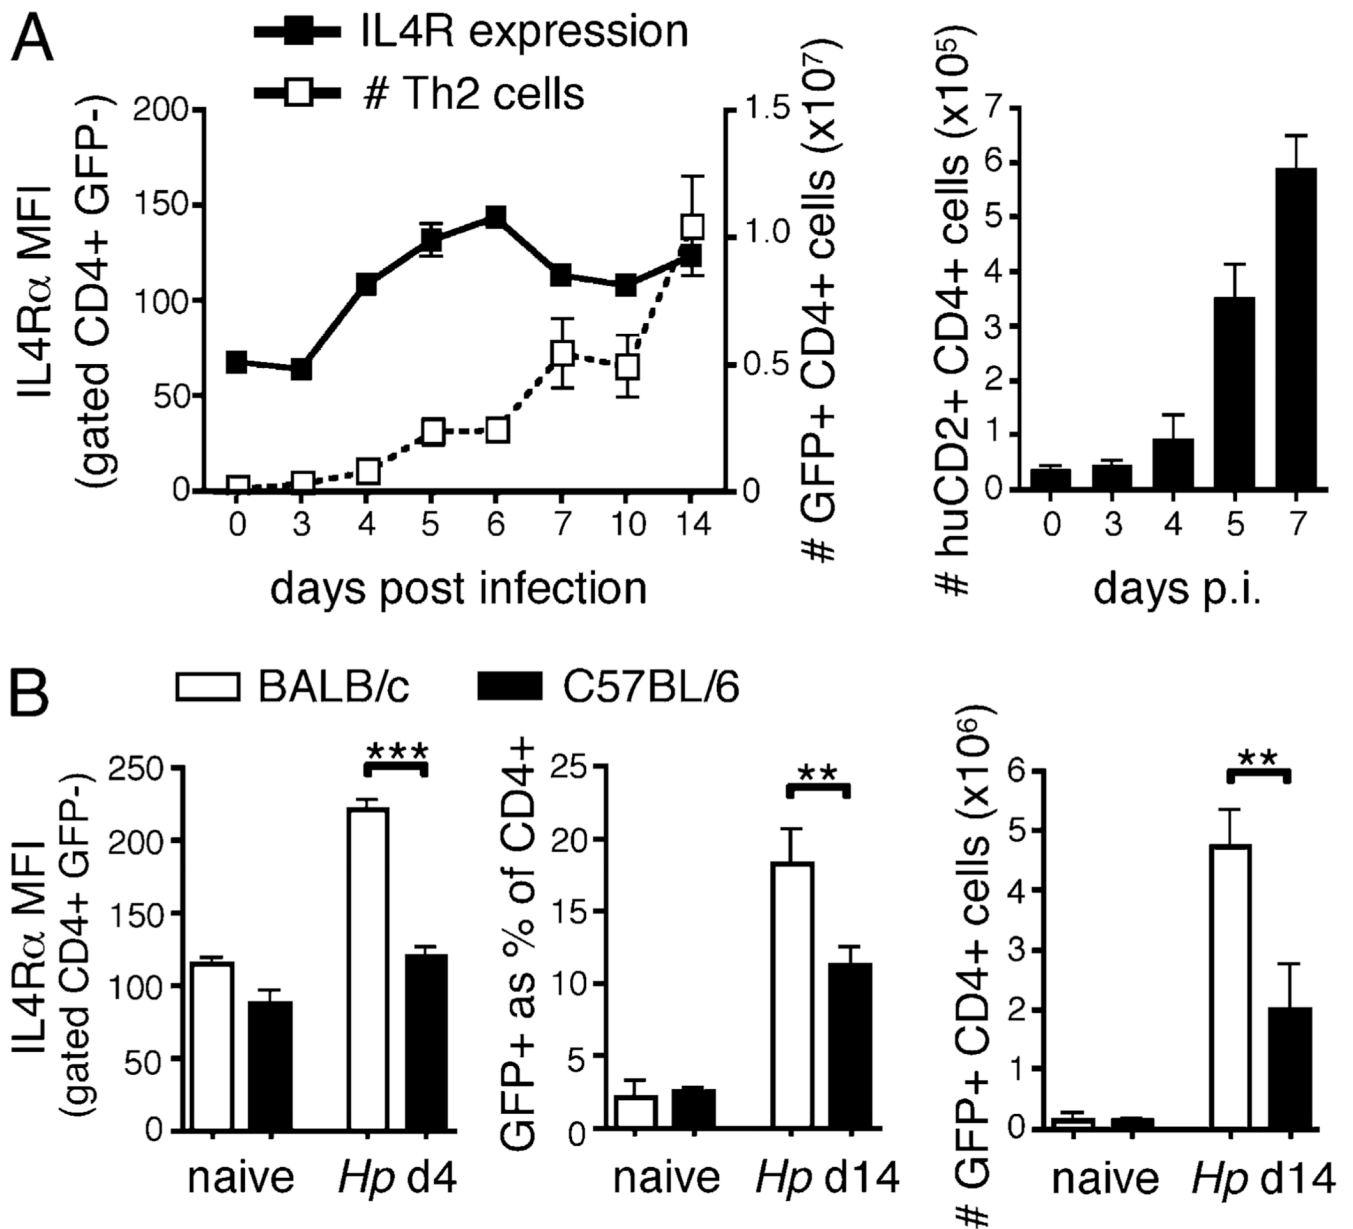 A
IL4R expression
# Th2 cells
IL4Rα MFI
(gated CD4+ GFP-)
200
150
100
50
0
1.5
1.0
0.5
0
# GFP+ CD4+ cells (x10⁷)
0 3 4 5 6 7 10 14
days post infection
# huCD2+ CD4+ cells (x10⁵)
7
6
5
4
3
2
1
0
0 3 4 5 7
days p.i.
B
BALB/c C57BL/6
IL4Rα MFI
(gated CD4+ GFP-)
250
200
150
100
50
0
***
naive Hp d4
GFP+ as % of CD4+
25
20
15
10
5
0
**
naive Hp d14
# GFP+ CD4+ cells (x10⁶)
6
5
4
3
2
1
0
**
naive Hp d14